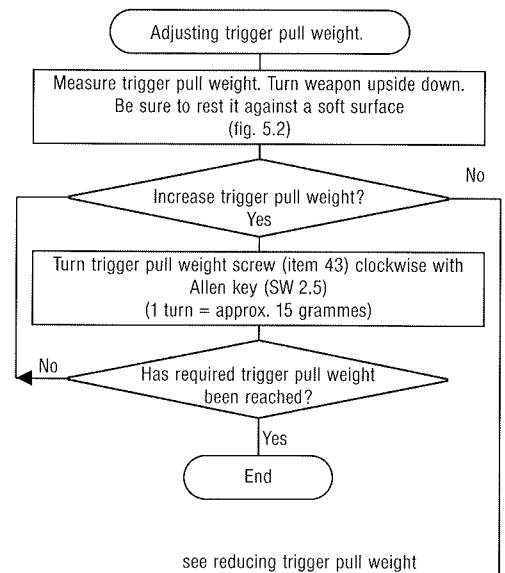 Adjusting trigger pull weight.
Measure trigger pull weight. Turn weapon upside down.
Be sure to rest it against a soft surface
(fig. 5.2)
No
Increase trigger pull weight?
Yes
Turn trigger pull weight screw (item 43) clockwise with
Allen key (SW 2.5)
(1 turn = approx. 15 grammes)
No
Has required trigger pull weight
been reached?
Yes
End
see reducing trigger pull weight